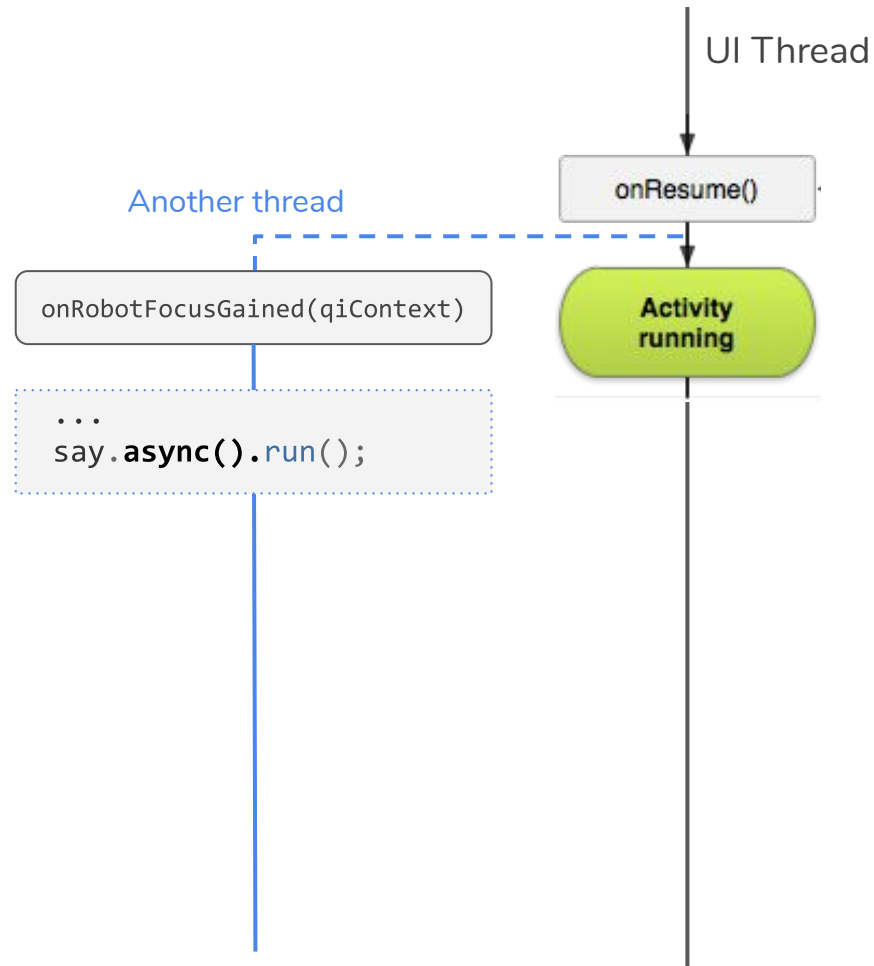 UI Thread
onResume()
Another thread
onRobotFocusGained(qiContext)
Activity
running
...
say.async().run();